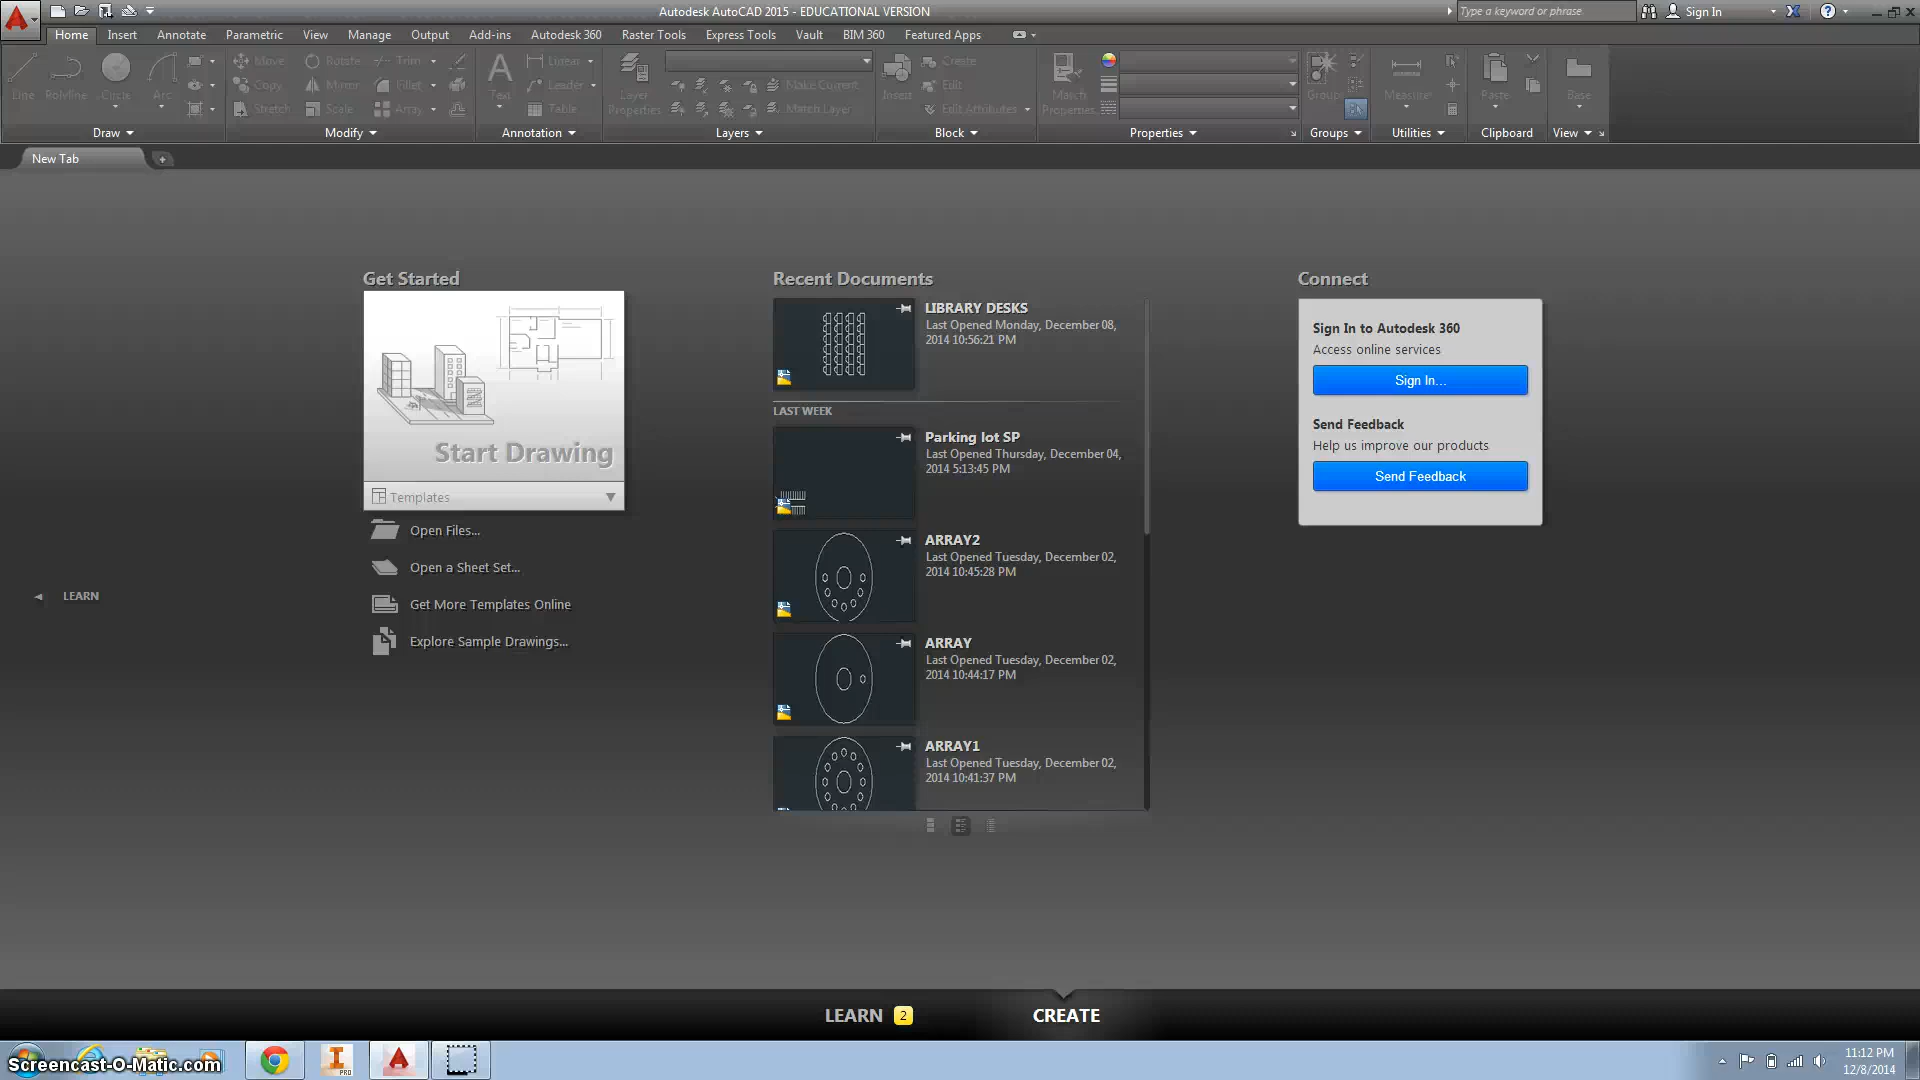 Autodesk AutoCAD 2015 - EDUCATIONAL VERSION
Type a keyword or phrase
Sign In
Home Insert Annotate Parametric View Manage Output Add-ins Autodesk 360 Raster Tools Express Tools Vault BIM 360 Featured Apps
Move Rotate Trim Linear
Copy Mirror Fillet Leader
Stretch Scale Array Table
Line Polyline Circle Arc
Text
Layer Properties
Make Current
Match Layer
Insert
Create
Edit
Edit Attributes
Match Properties
Group
Measure
Paste
Base
Draw Modify Annotation Layers Block Properties Groups Utilities Clipboard View
New Tab
Get Started
Start Drawing
Templates
Open Files...
Open a Sheet Set...
Get More Templates Online
Explore Sample Drawings...
LEARN
Recent Documents
LIBRARY DESKS
Last Opened Monday, December 08,
2014 10:56:21 PM
LAST WEEK
Parking lot SP
Last Opened Thursday, December 04,
2014 5:13:45 PM
ARRAY2
Last Opened Tuesday, December 02,
2014 10:45:28 PM
ARRAY
Last Opened Tuesday, December 02,
2014 10:44:17 PM
ARRAY1
Last Opened Tuesday, December 02,
2014 10:41:37 PM
Connect
Sign In to Autodesk 360
Access online services
Sign In...
Send Feedback
Help us improve our products
Send Feedback
LEARN 2
CREATE
Screencast-O-Matic.com
PRO
11:12 PM
12/8/2014